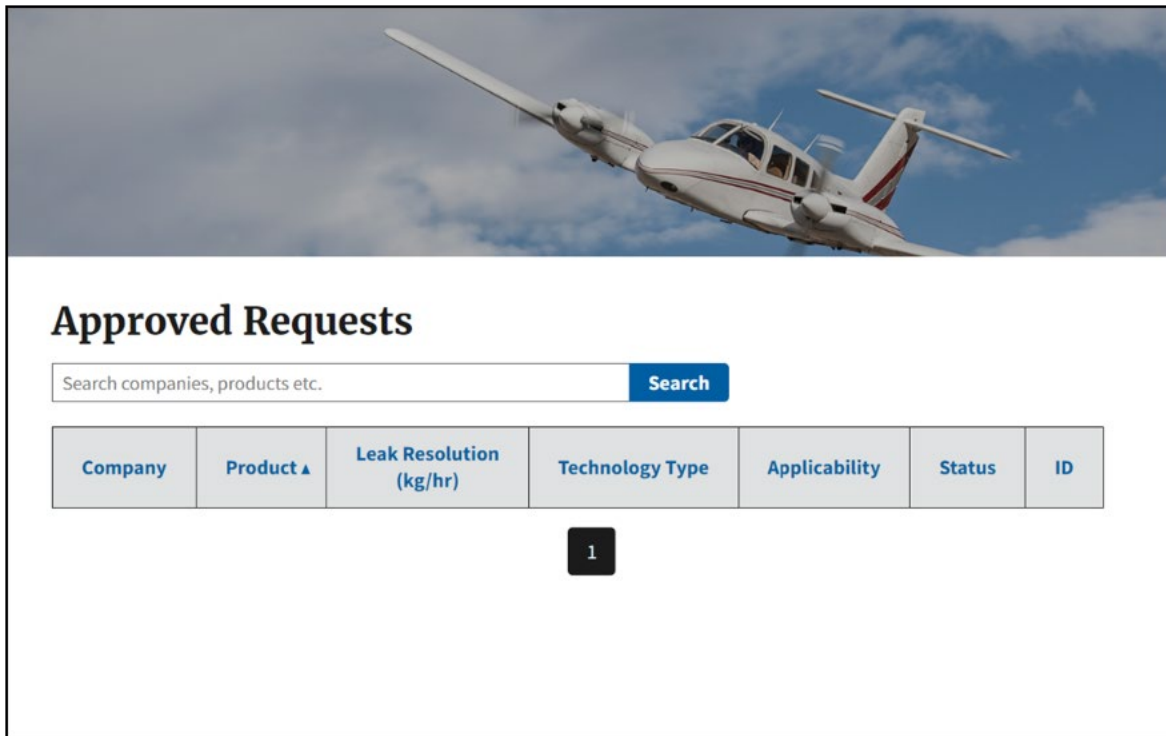 Approved Requests
Search companies, products etc.
Search
Company
Product ▴
Leak Resolution
(kg/hr)
Technology Type
Applicability
Status
ID
1